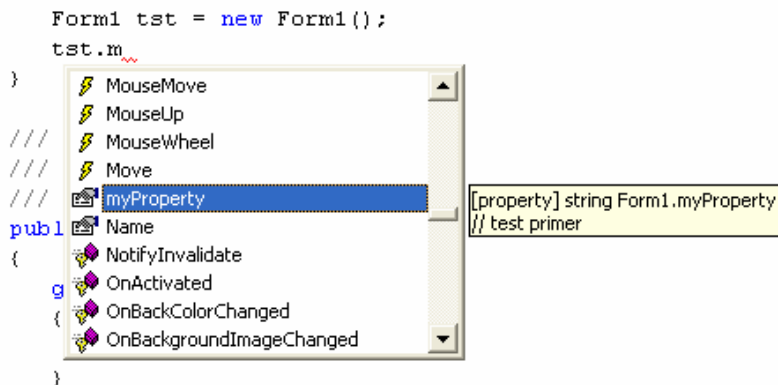 Form1 tst = new Form1();
tst.m
}
MouseMove
MouseUp
MouseWheel
///
Move
///
myProperty
[property] string Form1.myProperty
// test primer
///
publ
Name
{
NotifyInvalidate
OnActivated
g
OnBackColorChanged
{
OnBackgroundImageChanged
}